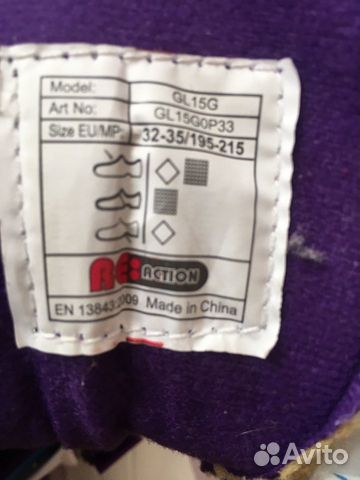 Model: GL15G
Art No: GL15G0P33
Size EU/MP: 32-35/195-215
RE:ACTION
EN 13843:2009. Made in China
Avito